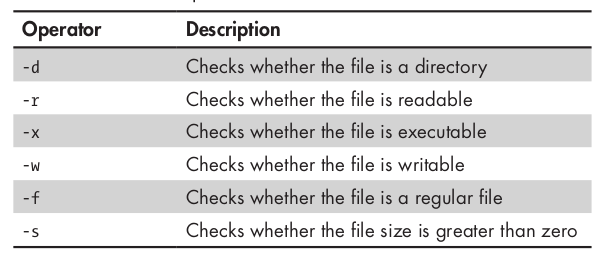 Operator Description
-d Checks whether the file is a directory
-r Checks whether the file is readable
-x Checks whether the file is executable
-w Checks whether the file is writable
-f Checks whether the file is a regular file
-s Checks whether the file size is greater than zero